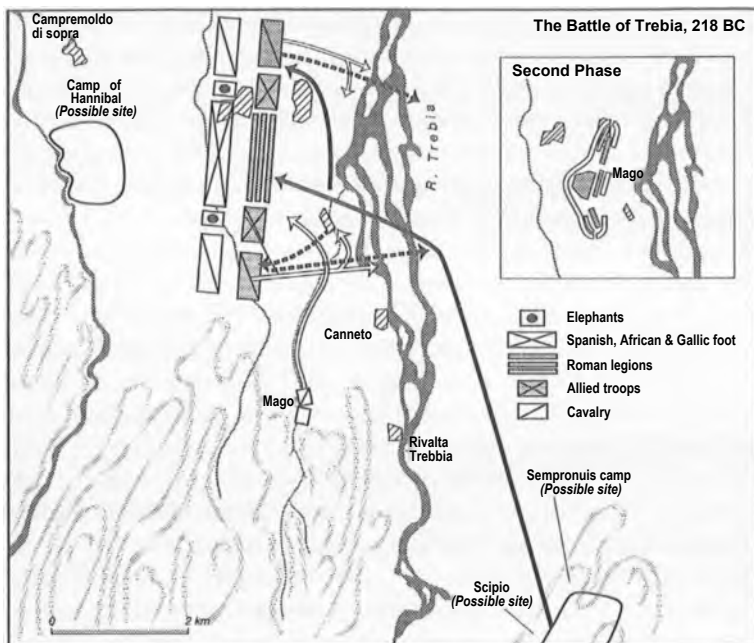 The Battle of Trebia, 218 BC
Campremoldo
di sopra
Camp of
Hannibal
(Possible site)
R. Trebia
Second Phase
Mago
Canneto
Mago
Rivalta
Trebbia
Elephants
Spanish, African & Gallic foot
Roman legions
Allied troops
Cavalry
Sempronuis camp
(Possible site)
Scipio
(Possible site)
0 2 km